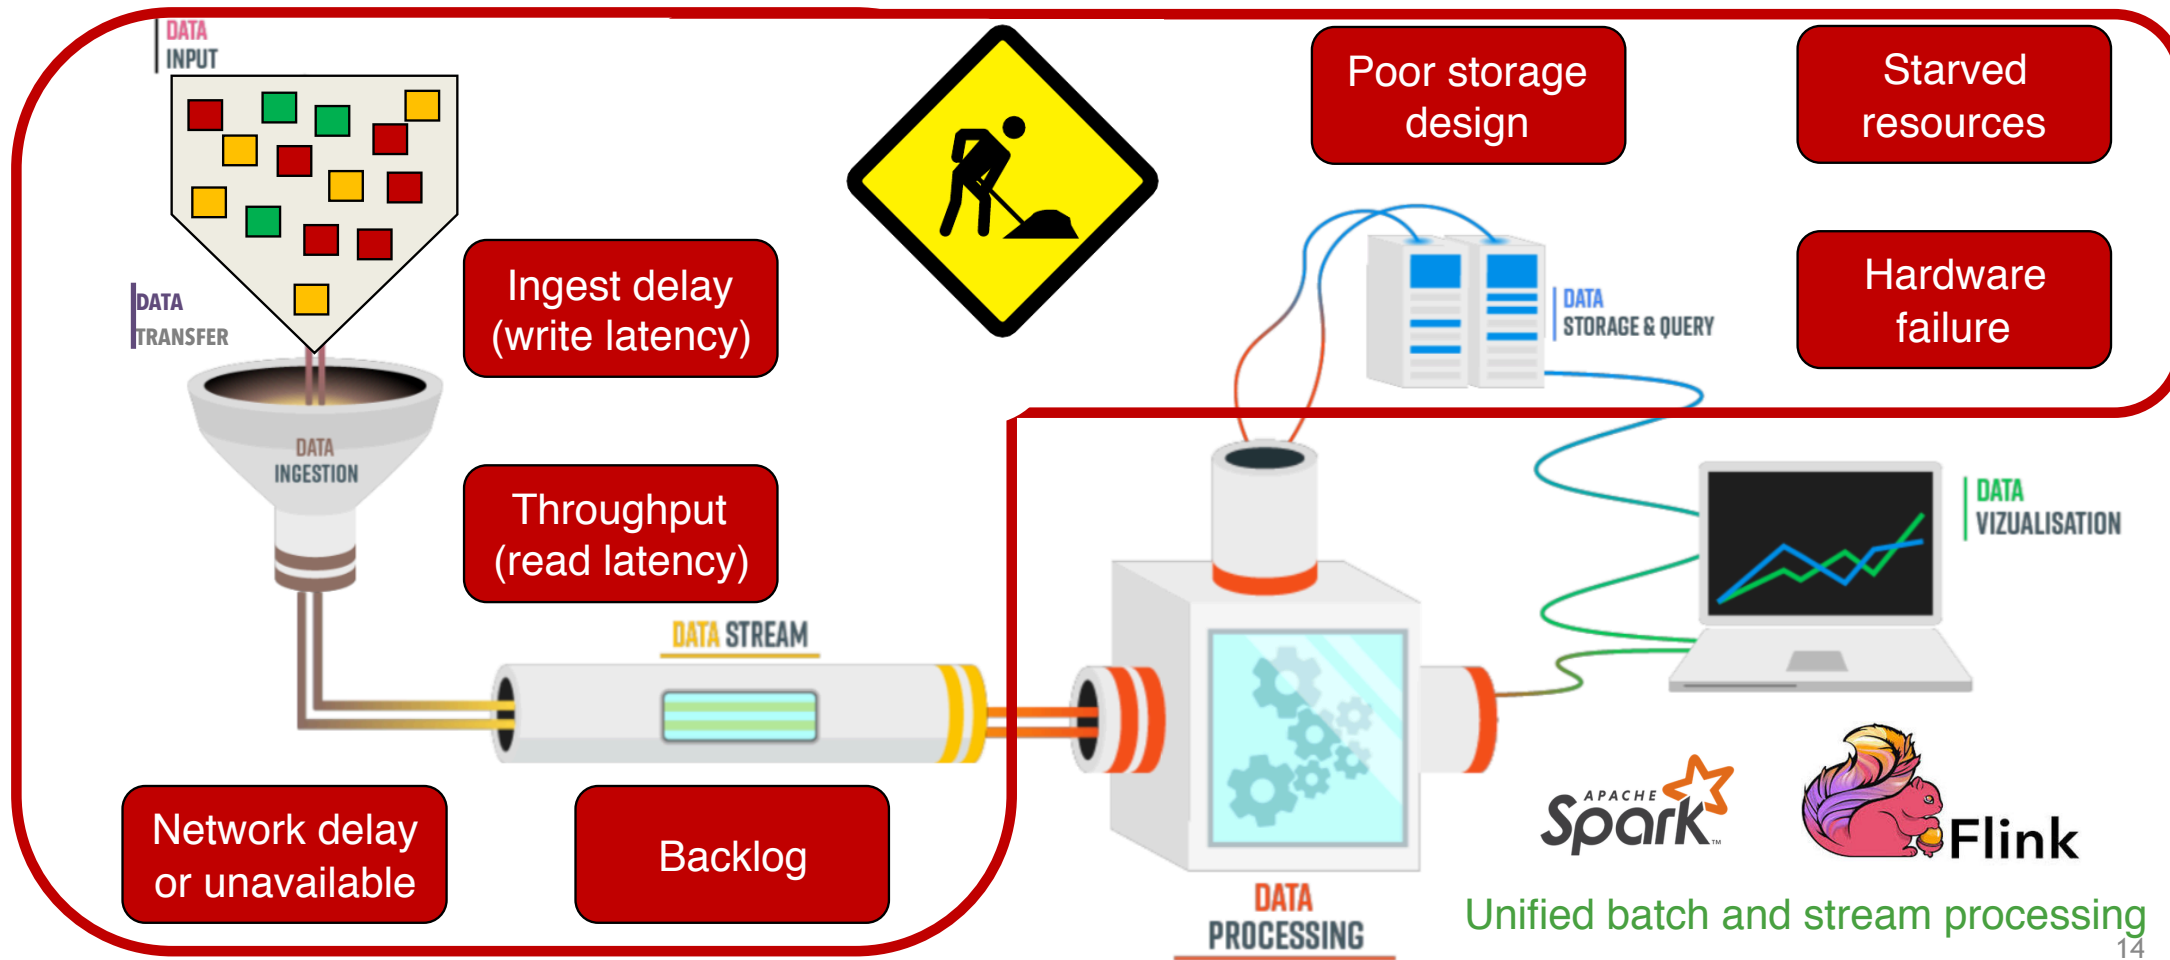 DATA
INPUT
Poor storage
design
Starved
resources
Ingest delay
(write latency)
Hardware
failure
DATA
TRANSFER
DATA
STORAGE & QUERY
DATA
INGESTION
Throughput
(read latency)
DATA
VIZUALISATION
DATA STREAM
Network delay
or unavailable
Backlog
APACHE
Spark™
Flink
DATA
PROCESSING
Unified batch and stream processing
14